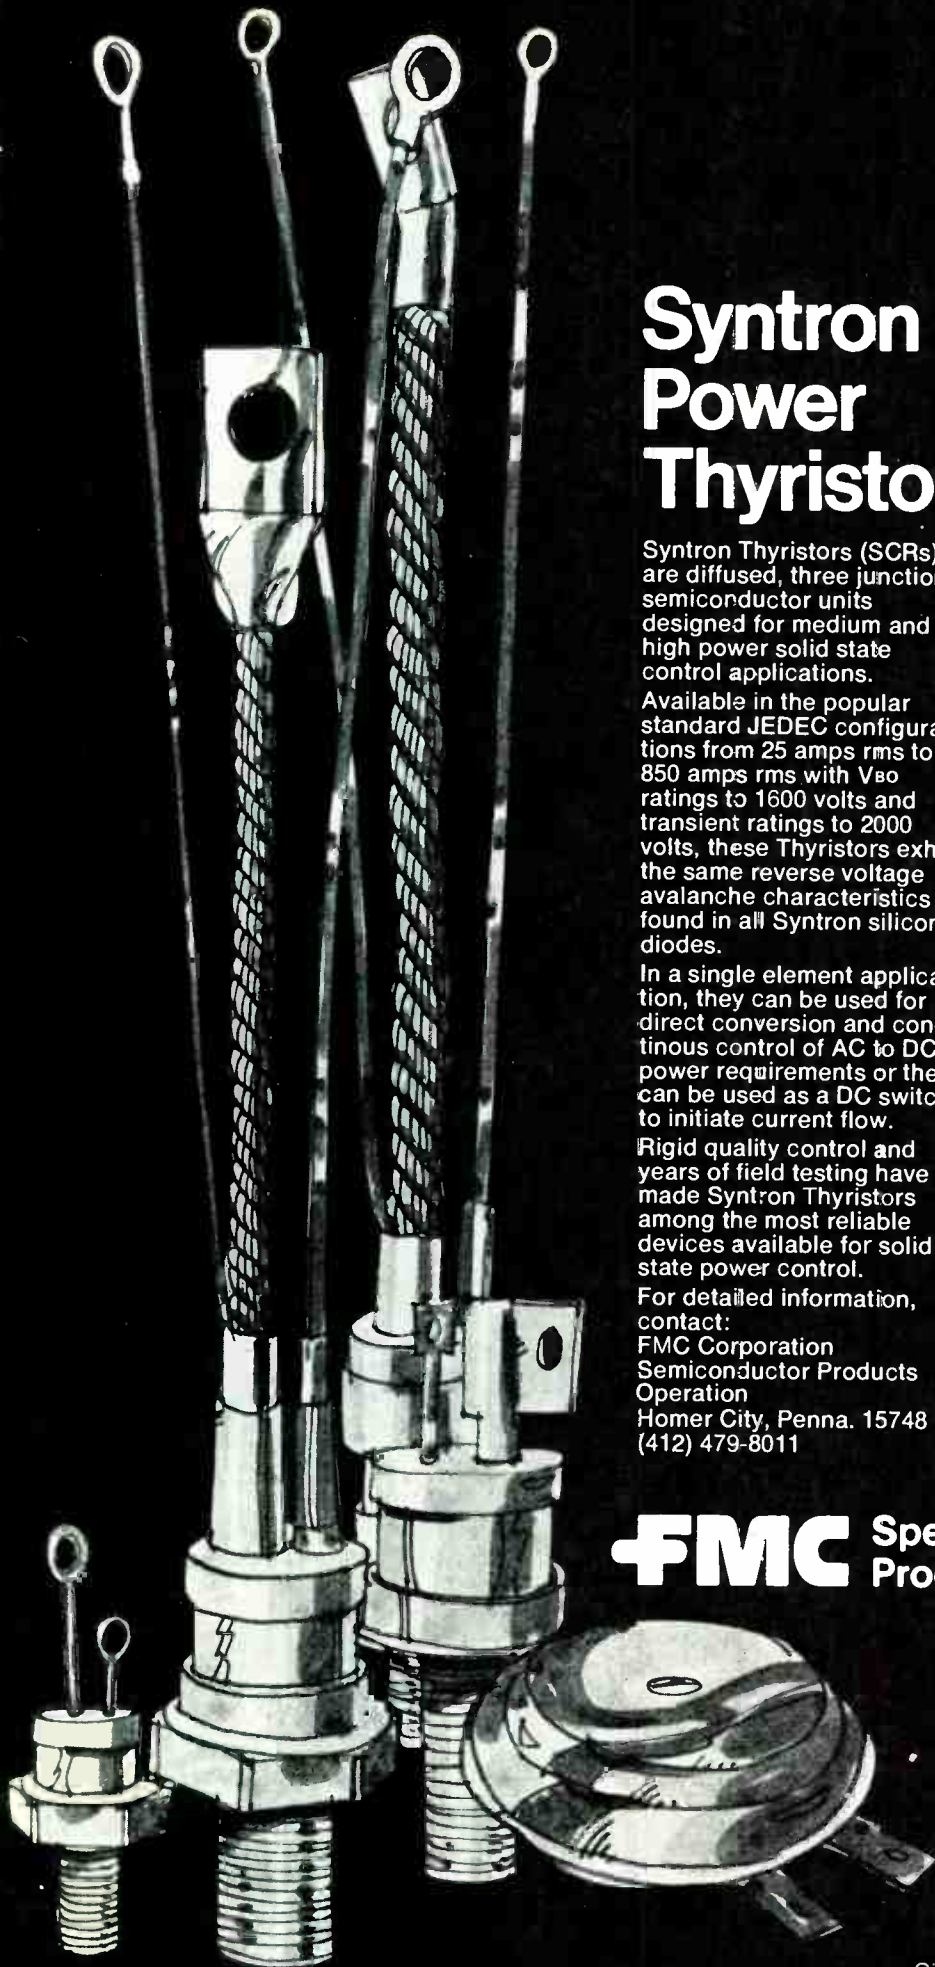 Syntron
Power
Thyristo
Syntron Thyristors (SCRs)
are diffused, three junctio
semiconductor units
designed for medium and
high power solid state
control applications.
Available in the popular
standard JEDEC configura
tions from 25 amps rms to
850 amps rms with VBO
ratings to 1600 volts and
transient ratings to 2000
volts, these Thyristors exh
the same reverse voltage
avalanche characteristics
found in all Syntron silicon
diodes.
In a single element applica
tion, they can be used for
direct conversion and con-
tinous control of AC to DC
power requirements or the
can be used as a DC switc
to initiate current flow.
Rigid quality control and
years of field testing have
made Syntron Thyristors
among the most reliable
devices available for solid
state power control.
For detailed information,
contact:
FMC Corporation
Semiconductor Products
Operation
Homer City, Penna. 15748
(412) 479-8011
FMC Spe
Pro